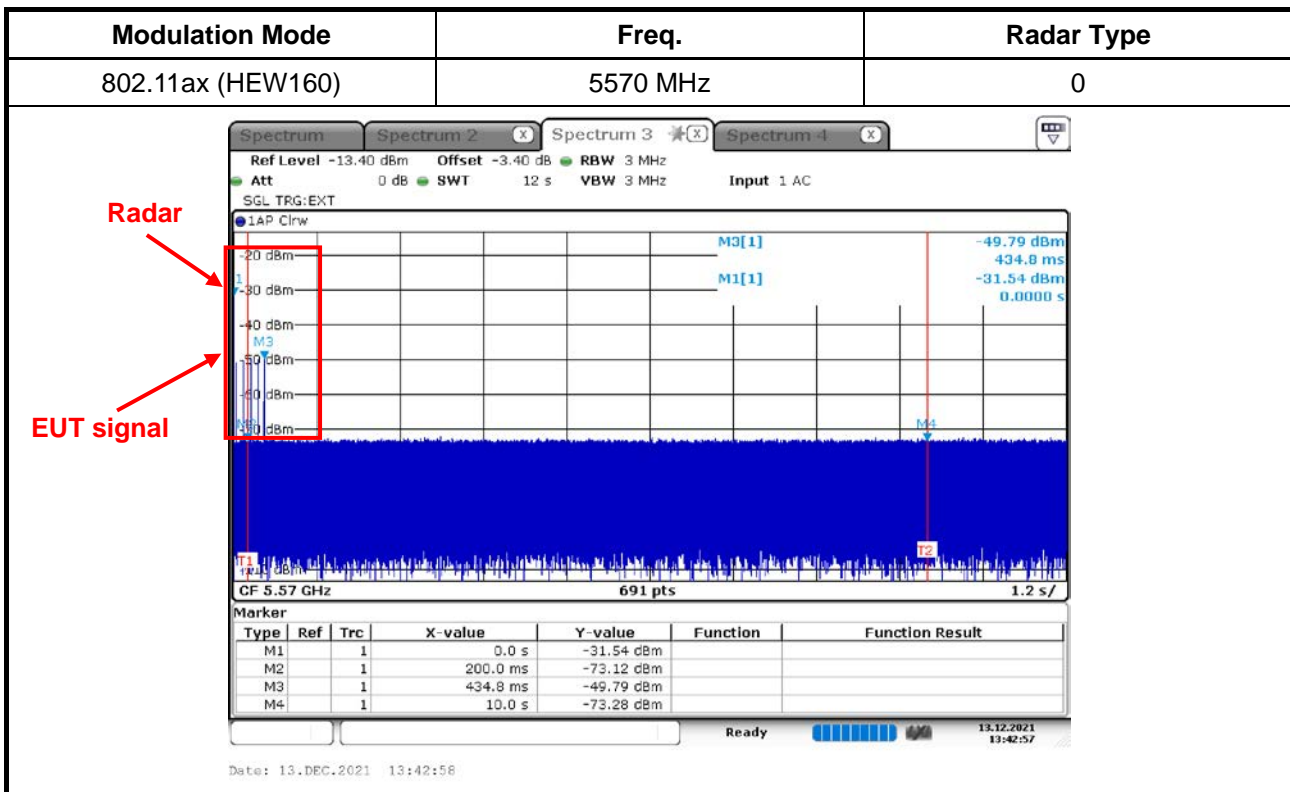 Modulation Mode Freq. Radar Type
802.11ax (HEW160) 5570 MHz 0
Spectrum Spectrum 2 X Spectrum 3 X Spectrum 4 X
Ref Level -13.40 dBm Offset -3.40 dB RBW 3 MHz
Att 0 dB SWT 12 s VBW 3 MHz Input 1 AC
SGL TRG:EXT
Radar
1AP Clrw
M3[1] -49.79 dBm
-20 dBm 434.8 ms
1 M1[1] -31.54 dBm
-30 dBm 0.0000 s
-40 dBm
M3
-50 dBm
-60 dBm
EUT signal
-70 dBm M4
T1 T2
CF 5.57 GHz 691 pts 1.2 s/
Marker
Type Ref Trc X-value Y-value Function Function Result
M1 1 0.0 s -31.54 dBm
M2 1 200.0 ms -73.12 dBm
M3 1 434.8 ms -49.79 dBm
M4 1 10.0 s -73.28 dBm
Ready 13.12.2021
13:42:57
Date: 13.DEC.2021 13:42:58